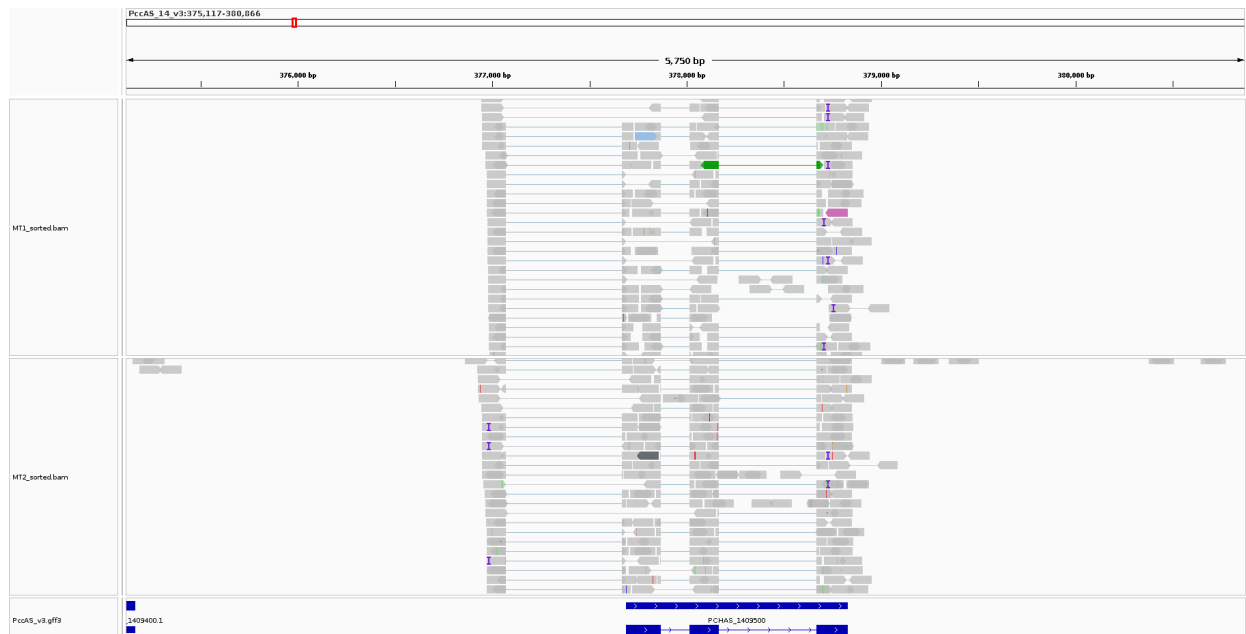 PccAS_14_v3:375,117-380,866
5,750 bp
376,000 bp 377,000 bp 378,000 bp 379,000 bp 380,000 bp
MT1_sorted.bam
MT2_sorted.bam
PccAS_v3.gff3
_1409400.1 PCHAS_1409500